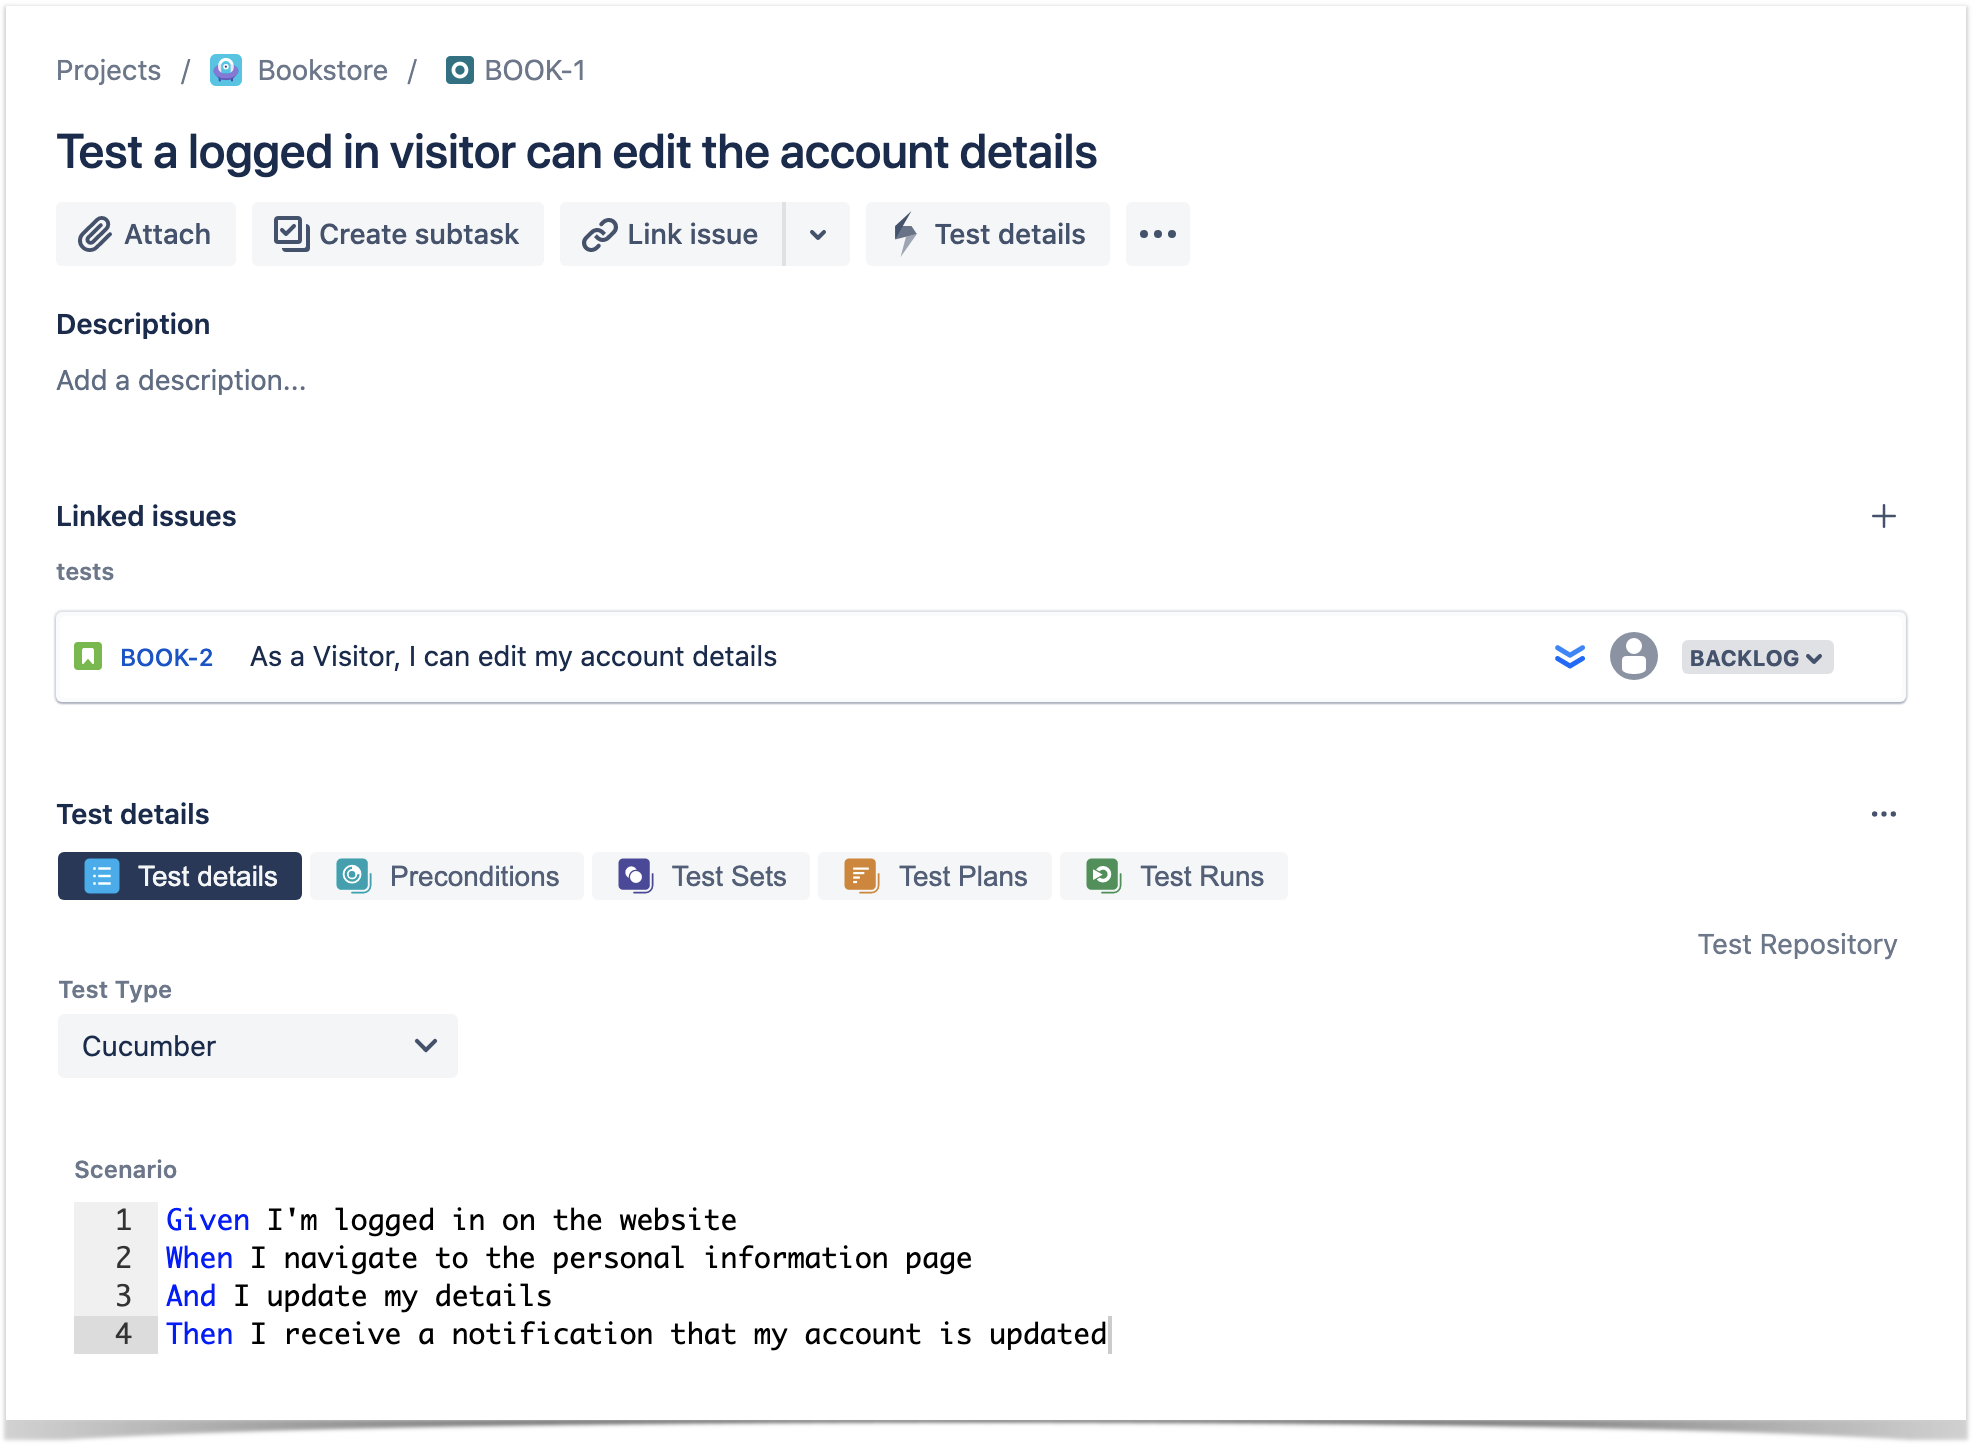 Projects / Bookstore / BOOK-1
Test a logged in visitor can edit the account details
Attach Create subtask Link issue Test details
Description
Add a description...
Linked issues
tests
BOOK-2 As a Visitor, I can edit my account details BACKLOG
Test details
Test details Preconditions Test Sets Test Plans Test Runs
Test Repository
Test Type
Cucumber
Scenario
1 Given I'm logged in on the website
2 When I navigate to the personal information page
3 And I update my details
4 Then I receive a notification that my account is updated